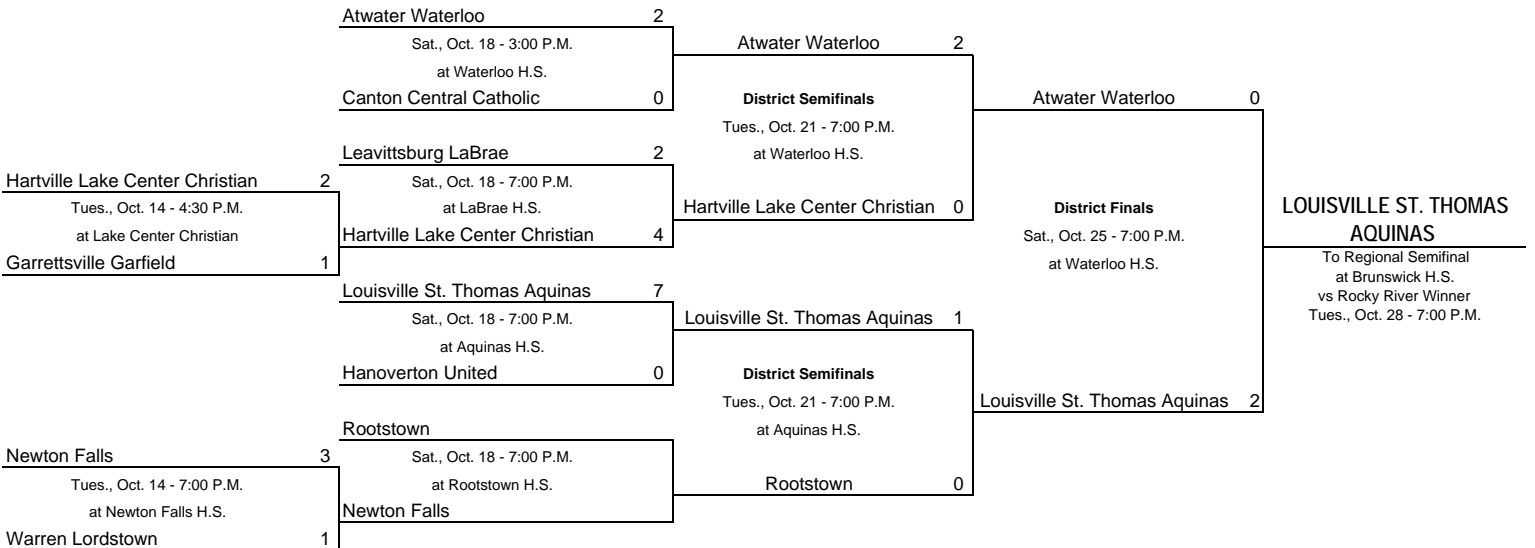 Atwater Waterloo 2
Sat., Oct. 18 - 3:00 P.M.
at Waterloo H.S.
Canton Central Catholic 0
Leavittsburg LaBrae 2
Hartville Lake Center Christian 2
Tues., Oct. 14 - 4:30 P.M.
at Lake Center Christian
Garrettsville Garfield 1
Sat., Oct. 18 - 7:00 P.M.
at LaBrae H.S.
Hartville Lake Center Christian 4
Louisville St. Thomas Aquinas 7
Sat., Oct. 18 - 7:00 P.M.
at Aquinas H.S.
Hanoverton United 0
Rootstown
Newton Falls 3
Tues., Oct. 14 - 7:00 P.M.
at Newton Falls H.S.
Warren Lordstown 1
Sat., Oct. 18 - 7:00 P.M.
at Rootstown H.S.
Newton Falls
Atwater Waterloo 2
District Semifinals
Tues., Oct. 21 - 7:00 P.M.
at Waterloo H.S.
Hartville Lake Center Christian 0
Louisville St. Thomas Aquinas 1
District Semifinals
Tues., Oct. 21 - 7:00 P.M.
at Aquinas H.S.
Rootstown 0
Atwater Waterloo 0
District Finals
Sat., Oct. 25 - 7:00 P.M.
at Waterloo H.S.
Louisville St. Thomas Aquinas 2
LOUISVILLE ST. THOMAS
AQUINAS
To Regional Semifinal
at Brunswick H.S.
vs Rocky River Winner
Tues., Oct. 28 - 7:00 P.M.